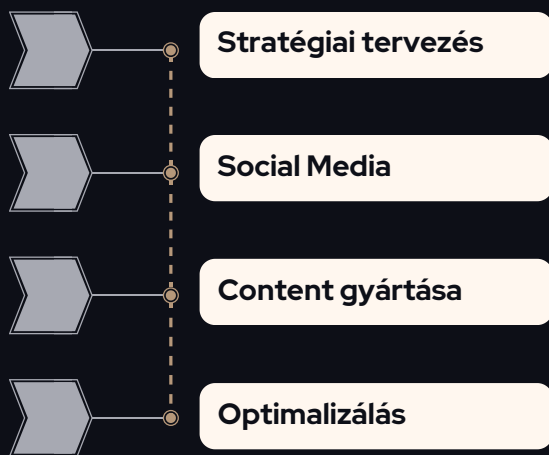 Stratégiai tervezés
Social Media
Content gyártása
Optimalizálás